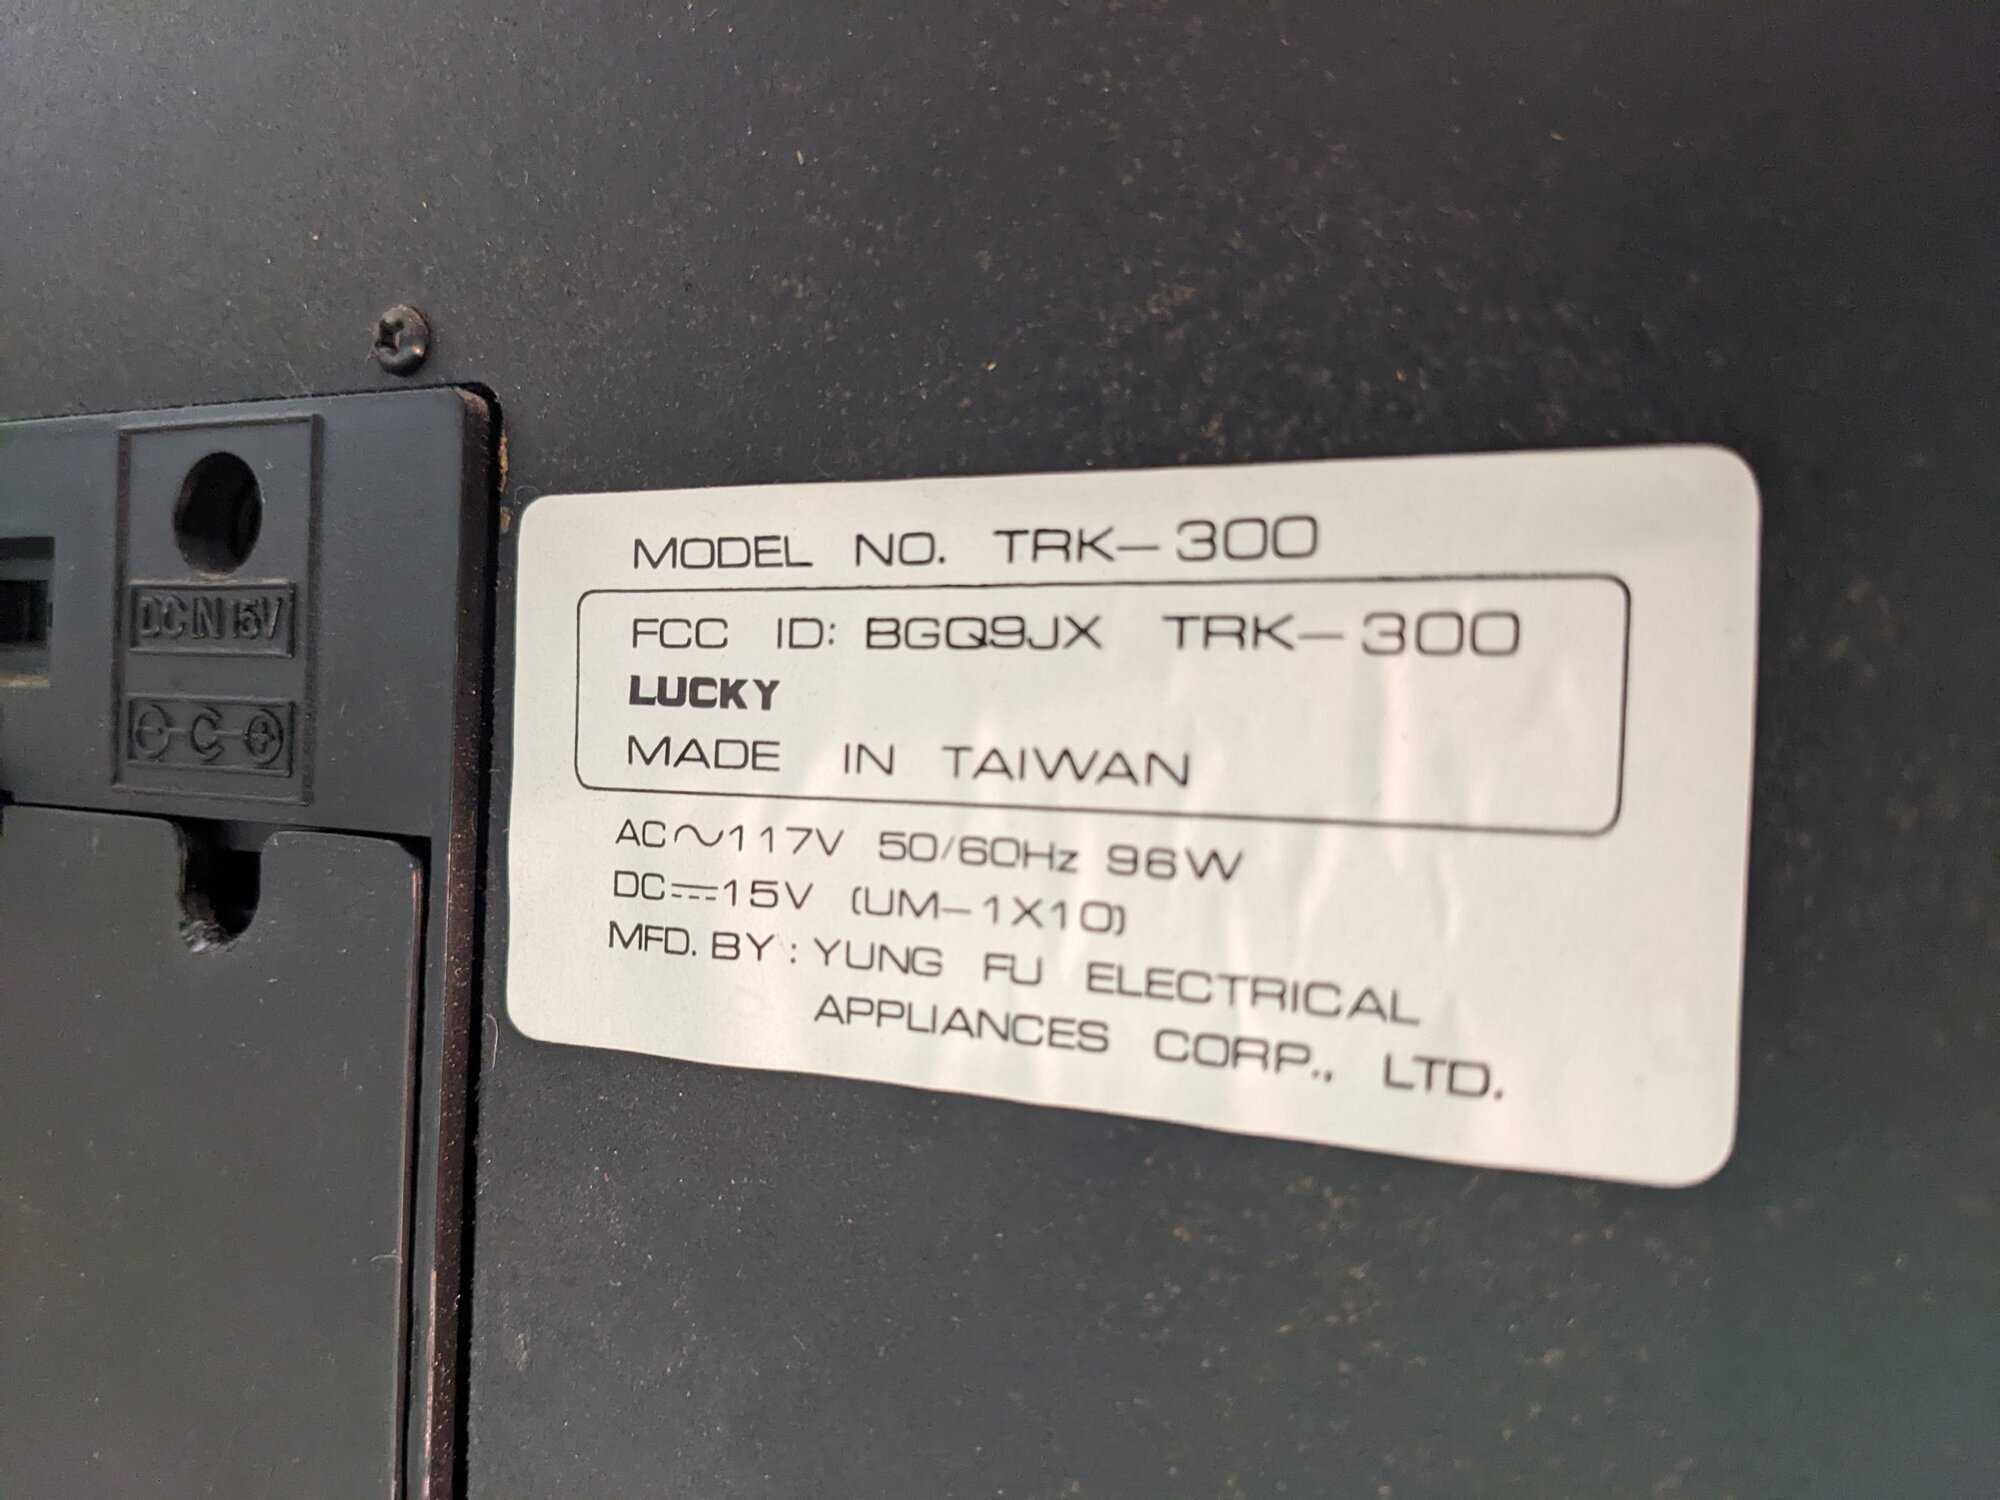 DC IN 15V
- C +
MODEL NO. TRK-300
FCC ID: BGQ9JX TRK-300
LUCKY
MADE IN TAIWAN
AC~117V 50/60Hz 96W
DC⎓15V (UM-1X10)
MFD. BY : YUNG FU ELECTRICAL
APPLIANCES CORP., LTD.